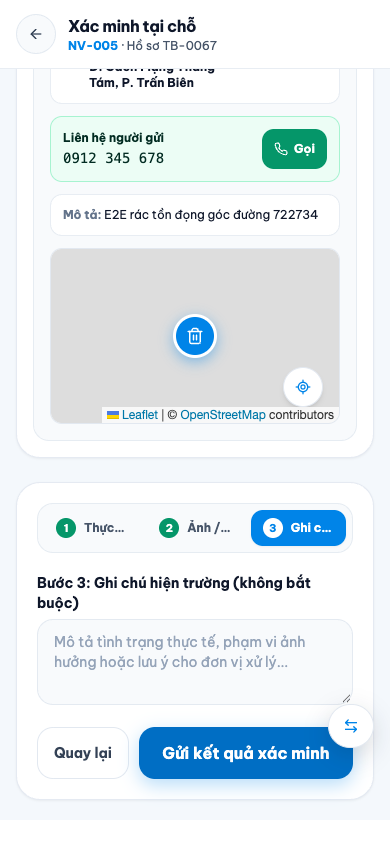 Xác minh tại chỗ
NV-005 · Hồ sơ TB-0067
Đ. Cách Mạng Tháng
Tám, P. Trấn Biên
Liên hệ người gửi
0912 345 678
Gọi
Mô tả: E2E rác tồn đọng góc đường 722734
Leaflet | © OpenStreetMap contributors
1 Thực...
2 Ảnh /...
3 Ghi c...
Bước 3: Ghi chú hiện trường (không bắt
buộc)
Mô tả tình trạng thực tế, phạm vi ảnh
hưởng hoặc lưu ý cho đơn vị xử lý...
Quay lại
Gửi kết quả xác minh